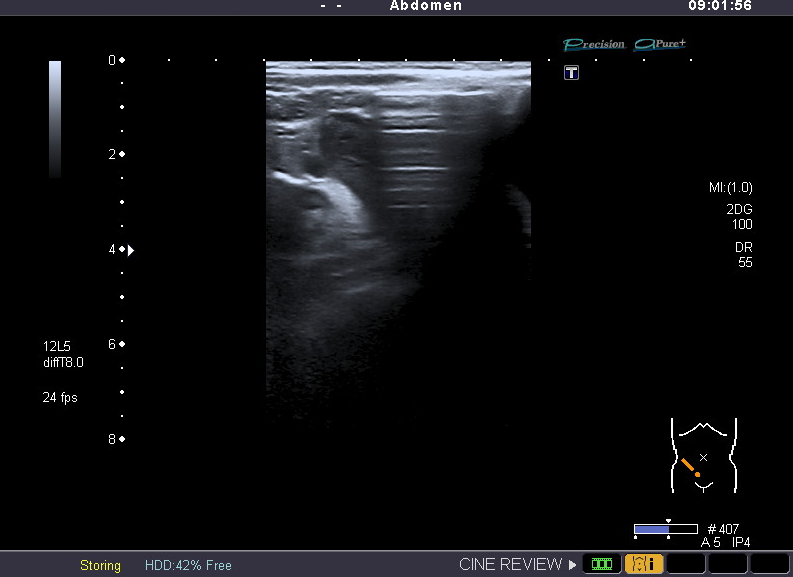 - - Abdomen 09:01:56
Precision APure+
T
0
2
4
6
8
MI:(1.0)
2DG
100
DR
55
12L5
diffT8.0
24 fps
# 407
A 5 IP4
Storing HDD:42% Free CINE REVIEW i